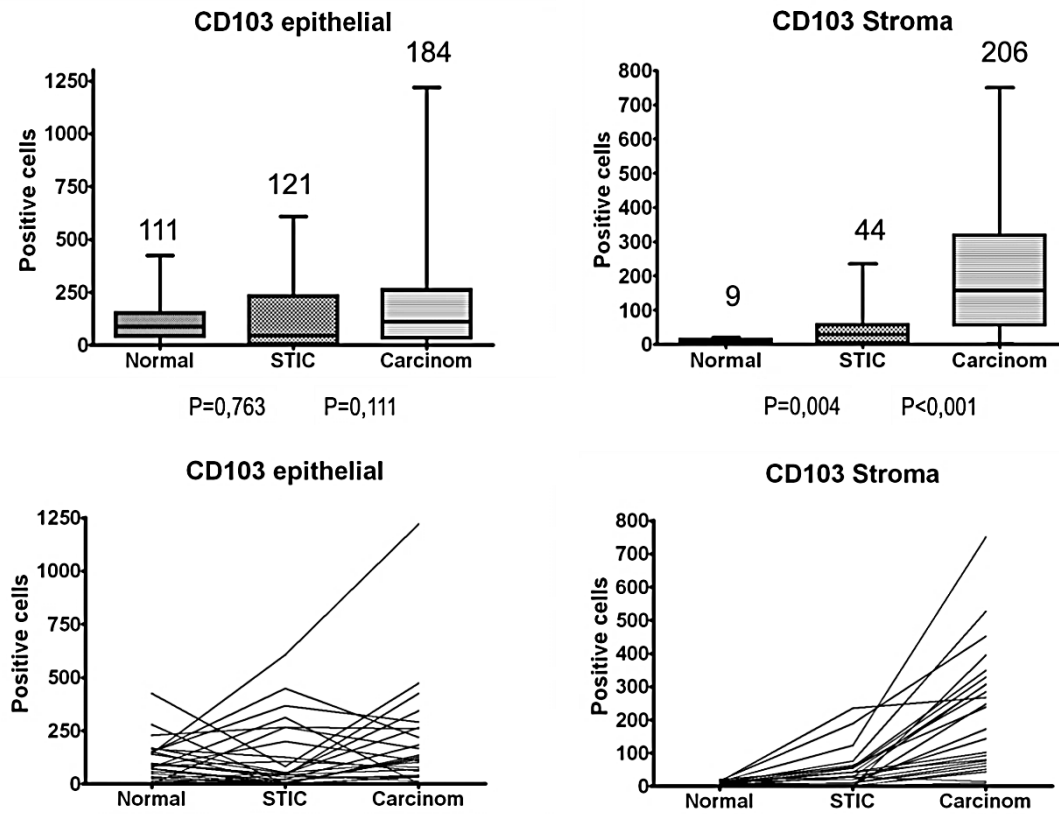 CD103 epithelial
184
1250
1000
Positive cells
750
121
500
111
250
0
Normal STIC Carcinom
P=0,763 P=0,111
CD103 Stroma
206
800
700
600
Positive cells
500
400
44
300
200
9
100
0
Normal STIC Carcinom
P=0,004 P<0,001
CD103 epithelial
1250
1000
Positive cells
750
500
250
0
Normal STIC Carcinom
CD103 Stroma
800
700
600
Positive cells
500
400
300
200
100
0
Normal STIC Carcinom